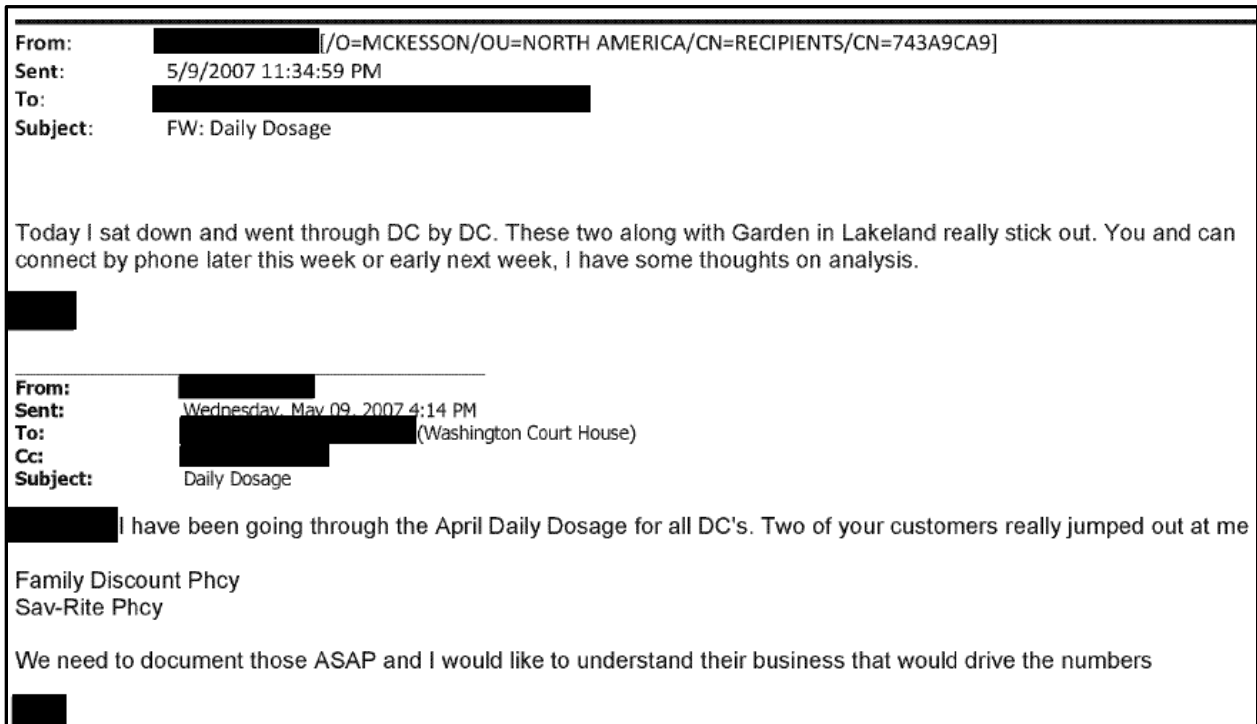 From: [/O=MCKESSON/OU=NORTH AMERICA/CN=RECIPIENTS/CN=743A9CA9]
Sent: 5/9/2007 11:34:59 PM
To:
Subject: FW: Daily Dosage
Today I sat down and went through DC by DC. These two along with Garden in Lakeland really stick out. You and can
connect by phone later this week or early next week, I have some thoughts on analysis.
From:
Sent: Wednesday, May 09, 2007 4:14 PM
To: (Washington Court House)
Cc:
Subject: Daily Dosage
I have been going through the April Daily Dosage for all DC's. Two of your customers really jumped out at me
Family Discount Phcy
Sav-Rite Phcy
We need to document those ASAP and I would like to understand their business that would drive the numbers